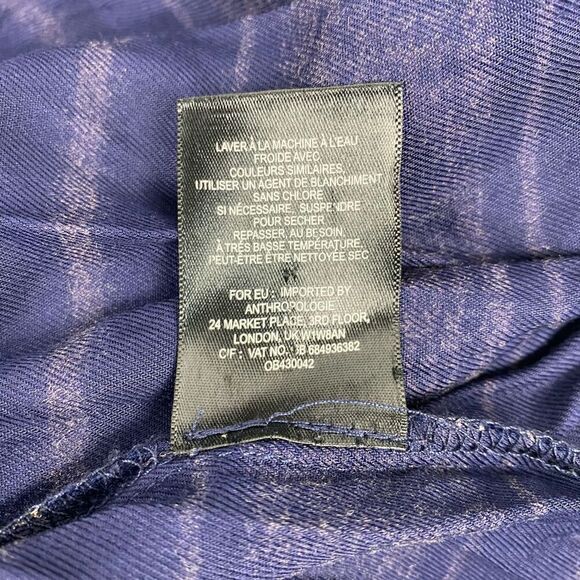 LAVER À LA MACHINE À L'EAU
FROIDE AVEC
COULEURS SIMILAIRES,
UTILISER UN AGENT DE BLANCHIMENT
SANS CHLORE
SI NÉCESSAIRE, SUSPENDRE
POUR SECHER
REPASSER, AU BESOIN,
À TRÈS BASSE TEMPÉRATURE,
PEUT-ÊTRE ÊTRE NETTOYÉE SEC
FOR EU : IMPORTED BY
ANTHROPOLOGIE
24 MARKET PLACE, 3RD FLOOR,
LONDON, UK W1W8AN
C/F : VAT NO. IB 684936382
OB430042